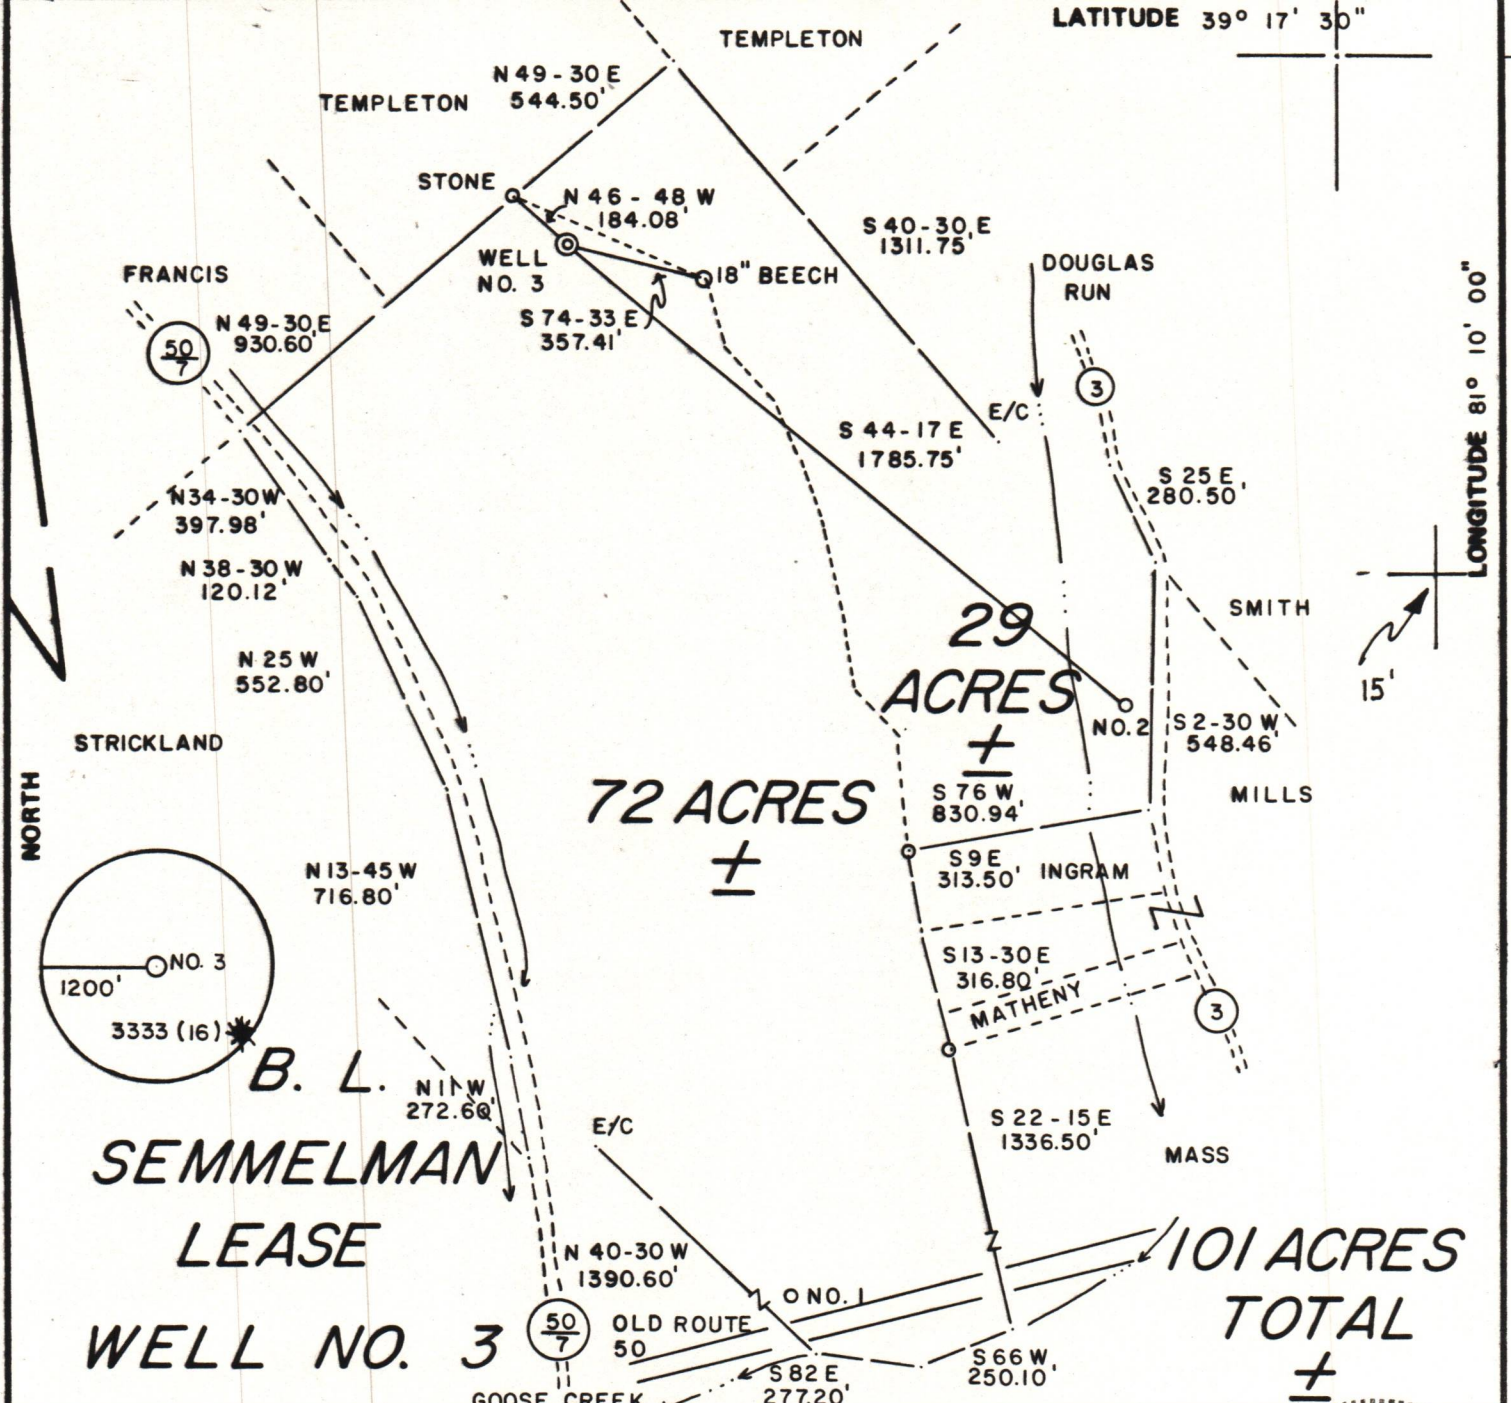 LATITUDE 39° 17' 30"
TEMPLETON
N 49-30 E
544.50'
TEMPLETON
STONE
N 46 - 48 W
184.08'
S 40-30 E
1311.75'
WELL
NO. 3
18" BEECH
DOUGLAS
RUN
LONGITUDE 81° 10' 00"
FRANCIS
50
7
N 49-30 E
930.60'
S 74-33 E
357.41'
3
E/C
S 44-17 E
1785.75'
S 25 E
280.50'
N34-30W
397.98'
N 38-30 W
120.12'
29
ACRES
±
SMITH
15'
N 25 W
552.80'
STRICKLAND
NO. 2
S 2-30 W
548.46'
NORTH
72 ACRES
±
S 76 W
830.94'
MILLS
N 13-45 W
716.80'
S 9 E
313.50'
INGRAM
NO. 3
1200'
3333 (16)
S 13-30 E
316.80'
MATHENY
3
B. L.
SEMMELMAN
LEASE
WELL NO. 3
N 11 W
272.60'
E/C
S 22-15 E
1336.50'
MASS
N 40-30 W
1390.60'
NO. 1
101 ACRES
TOTAL
±
50
7
OLD ROUTE
50
S 66 W
250.10'
S 82 E
277.20'
GOOSE CREEK